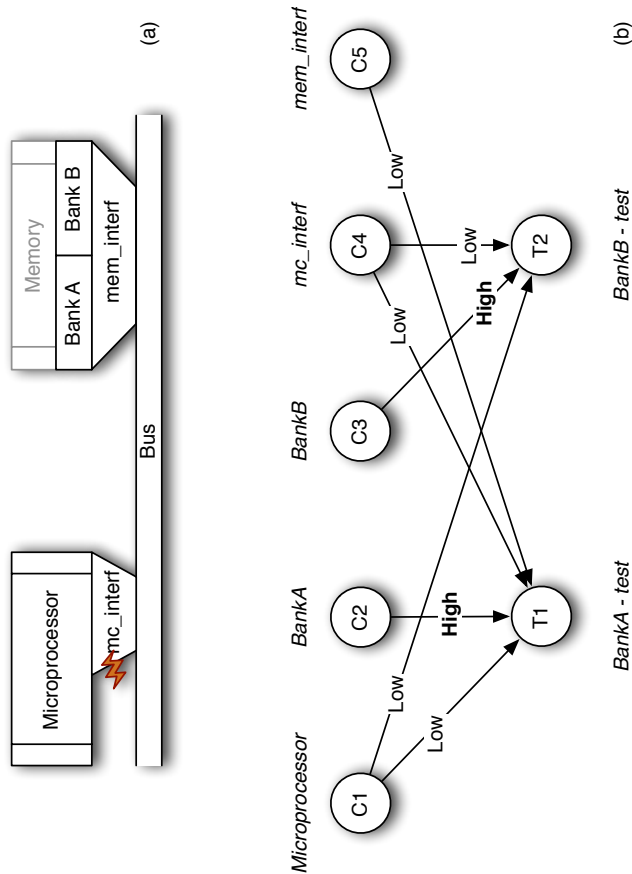 Microprocessor
mc_interf
Memory
Bank A
Bank B
mem_interf
Bus
(a)
Microprocessor
BankA
BankB
mc_interf
mem_interf
C1
C2
C3
C4
C5
Low
Low
High
High
Low
Low
Low
T1
T2
BankA - test
BankB - test
(b)